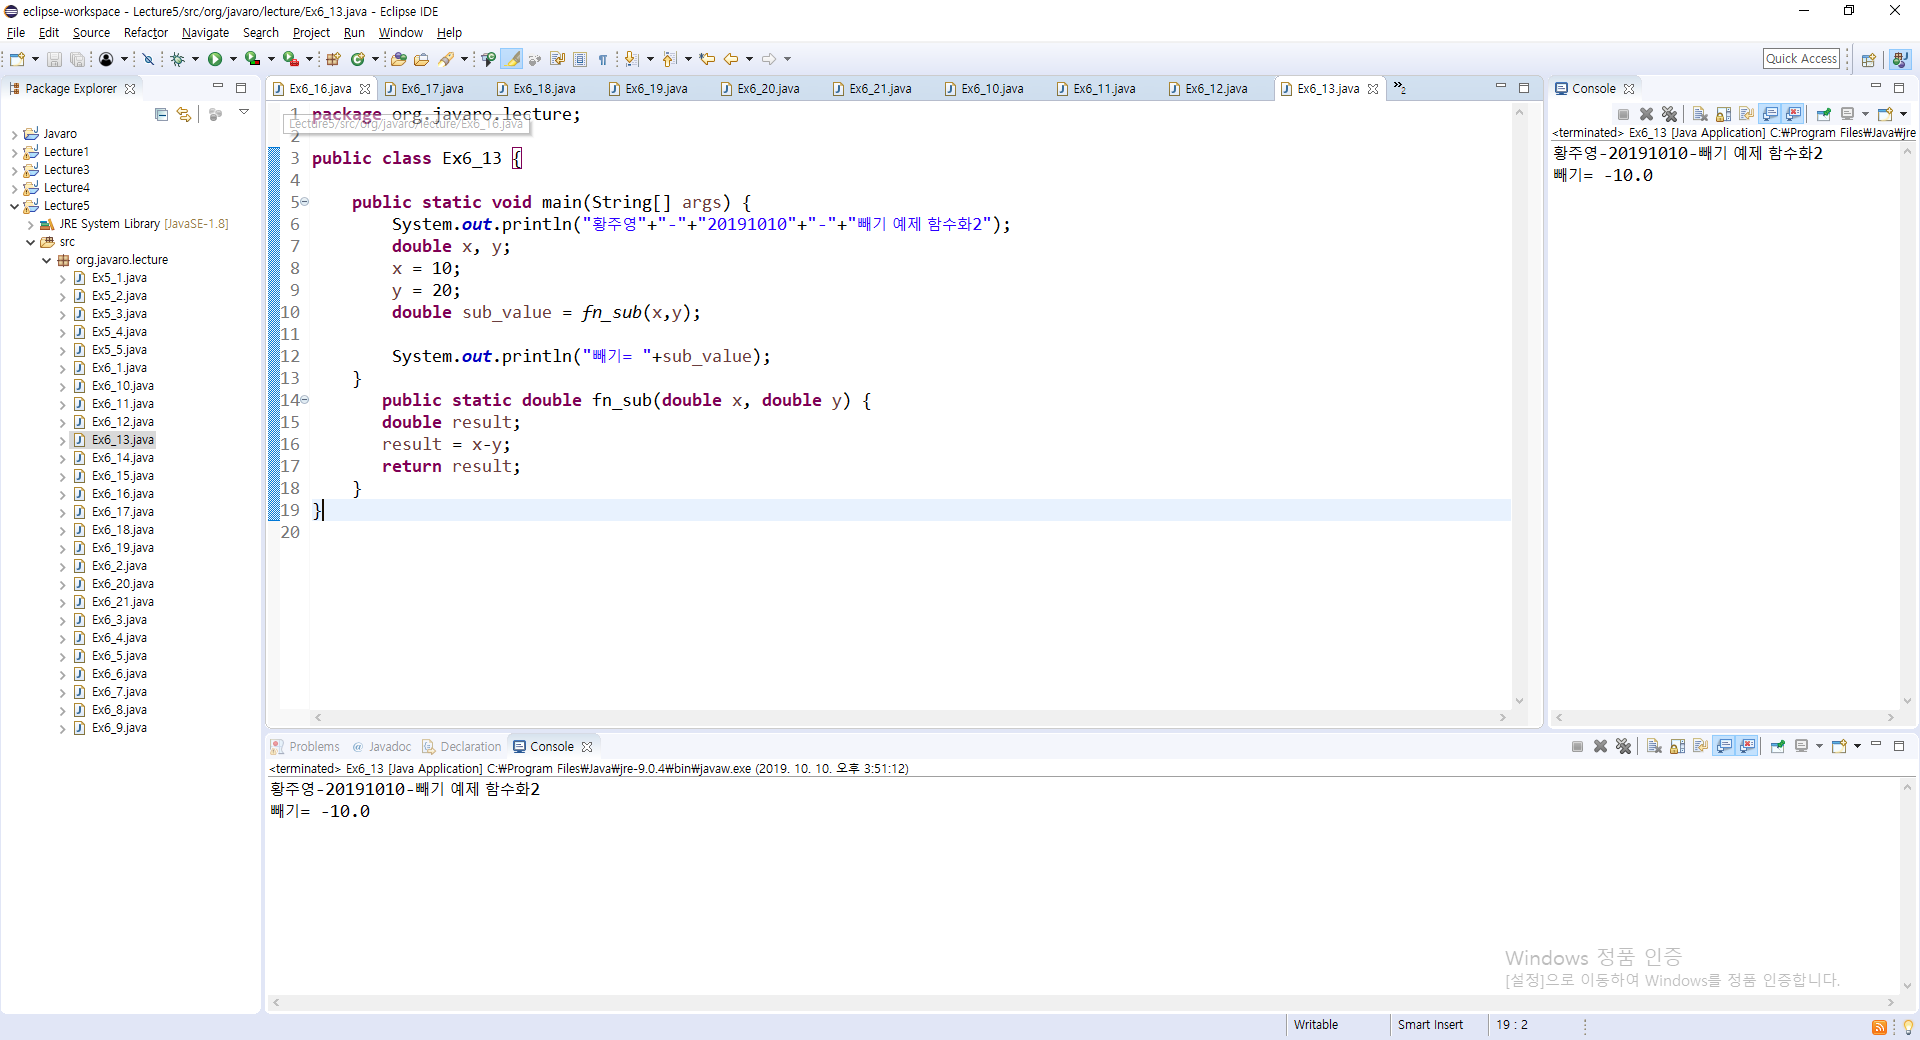 eclipse-workspace - Lecture5/src/org/javaro/lecture/Ex6_13.java - Eclipse IDE
File Edit Source Refactor Navigate Search Project Run Window Help
Quick Access
Package Explorer
Javaro
Lecture1
Lecture3
Lecture4
Lecture5
JRE System Library [JavaSE-1.8]
src
org.javaro.lecture
Ex5_1.java
Ex5_2.java
Ex5_3.java
Ex5_4.java
Ex5_5.java
Ex6_1.java
Ex6_10.java
Ex6_11.java
Ex6_12.java
Ex6_13.java
Ex6_14.java
Ex6_15.java
Ex6_16.java
Ex6_17.java
Ex6_18.java
Ex6_19.java
Ex6_2.java
Ex6_20.java
Ex6_21.java
Ex6_3.java
Ex6_4.java
Ex6_5.java
Ex6_6.java
Ex6_7.java
Ex6_8.java
Ex6_9.java
Ex6_16.java Ex6_17.java Ex6_18.java Ex6_19.java Ex6_20.java Ex6_21.java Ex6_10.java Ex6_11.java Ex6_12.java Ex6_13.java »2
1 package org.javaro.lecture;
Lecture5/src/org/javaro/lecture/Ex6_16.java
2
3 public class Ex6_13 {
4
5 public static void main(String[] args) {
6 System.out.println("황주영"+"-"+"20191010"+"-"+"빼기 예제 함수화2");
7 double x, y;
8 x = 10;
9 y = 20;
10 double sub_value = fn_sub(x,y);
11
12 System.out.println("빼기= "+sub_value);
13 }
14 public static double fn_sub(double x, double y) {
15 double result;
16 result = x-y;
17 return result;
18 }
19 }
20
Console
<terminated> Ex6_13 [Java Application] C:₩Program Files₩Java₩jre
황주영-20191010-빼기 예제 함수화2
빼기= -10.0
Problems @ Javadoc Declaration Console
<terminated> Ex6_13 [Java Application] C:₩Program Files₩Java₩jre-9.0.4₩bin₩javaw.exe (2019. 10. 10. 오후 3:51:12)
황주영-20191010-빼기 예제 함수화2
빼기= -10.0
Windows 정품 인증
[설정]으로 이동하여 Windows를 정품 인증합니다.
Writable Smart Insert 19 : 2